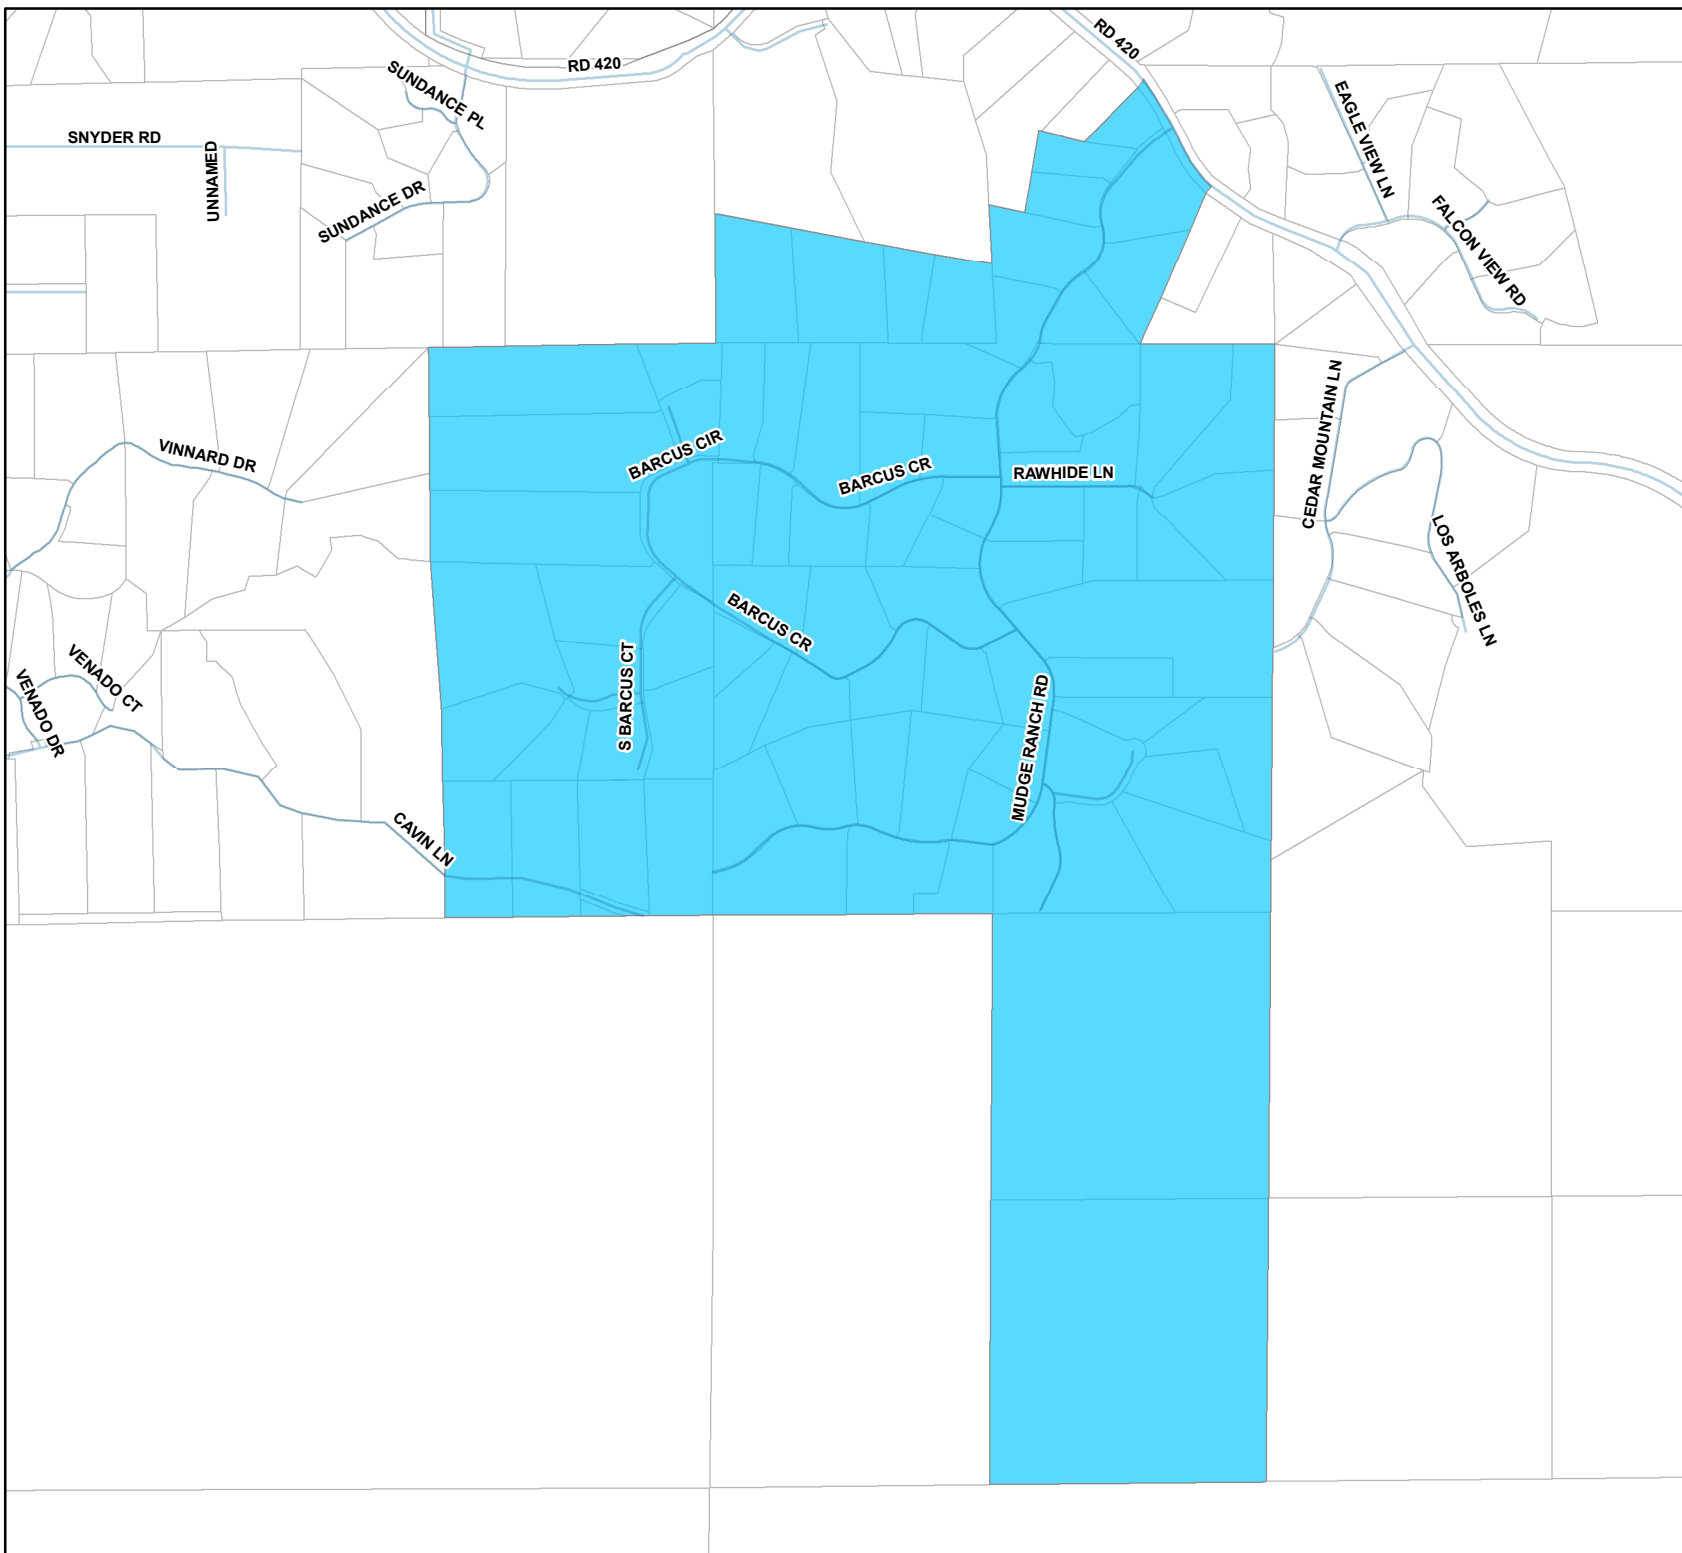 RD 420
RD 420
SUNDANCE PL
SNYDER RD
UNNAMED
SUNDANCE DR
EAGLE VIEW LN
FALCON VIEW RD
VINNARD DR
BARCUS CIR
BARCUS CR
RAWHIDE LN
CEDAR MOUNTAIN LN
LOS ARBOLES LN
BARCUS CR
S BARCUS CT
VENADO CT
VENADO DR
MUDGE RANCH RD
CAVIN LN